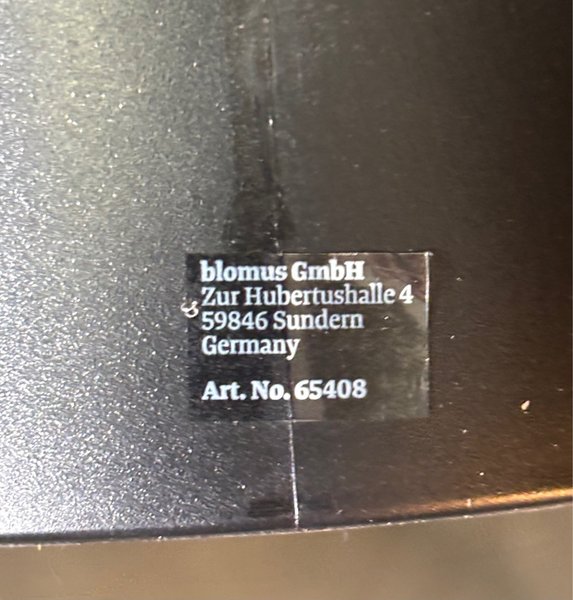 blomus GmbH
Zur Hubertushalle 4
59846 Sundern
Germany
Art. No. 65408